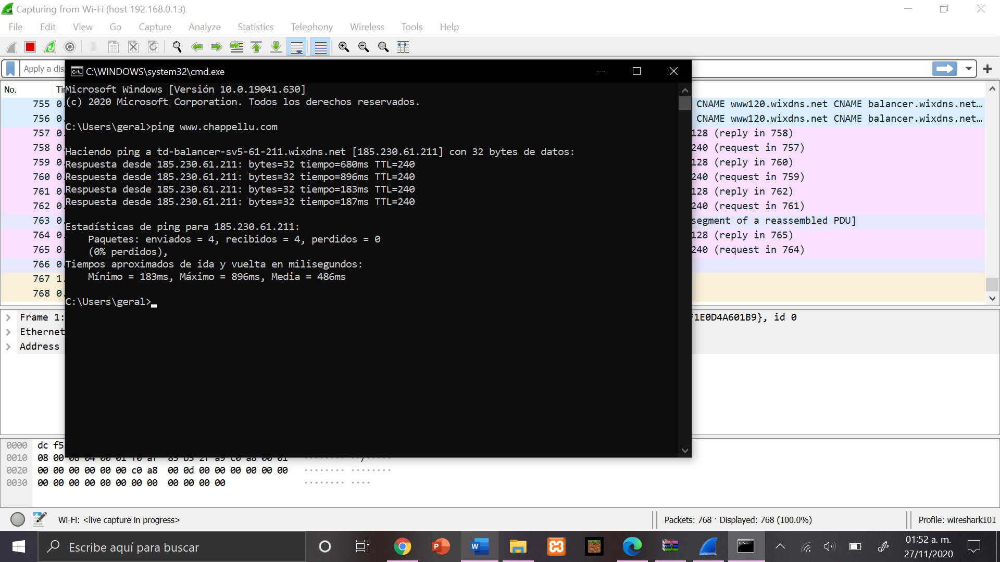 Capturing from Wi-Fi (host 192.168.0.13)
File Edit View Go Capture Analyze Statistics Telephony Wireless Tools Help
Apply a dis
C:\WINDOWS\system32\cmd.exe
Microsoft Windows [Versión 10.0.19041.630]
(c) 2020 Microsoft Corporation. Todos los derechos reservados.
C:\Users\geral>ping www.chappellu.com
Haciendo ping a td-balancer-sv5-61-211.wixdns.net [185.230.61.211] con 32 bytes de datos:
Respuesta desde 185.230.61.211: bytes=32 tiempo=680ms TTL=240
Respuesta desde 185.230.61.211: bytes=32 tiempo=896ms TTL=240
Respuesta desde 185.230.61.211: bytes=32 tiempo=183ms TTL=240
Respuesta desde 185.230.61.211: bytes=32 tiempo=187ms TTL=240
Estadísticas de ping para 185.230.61.211:
Paquetes: enviados = 4, recibidos = 4, perdidos = 0
(0% perdidos),
Tiempos aproximados de ida y vuelta en milisegundos:
Mínimo = 183ms, Máximo = 896ms, Media = 486ms
C:\Users\geral>
No. Ti
755 0. CNAME www120.wixdns.net CNAME balancer.wixdns.net…
756 0. CNAME www120.wixdns.net CNAME balancer.wixdns.net…
757 0. 128 (reply in 758)
758 0. 240 (request in 757)
759 0. 128 (reply in 760)
760 0. 240 (request in 759)
761 0. 128 (reply in 762)
762 0. 240 (request in 761)
763 0. segment of a reassembled PDU]
764 0. 128 (reply in 765)
765 0. 240 (request in 764)
766 0.
767 1.
768 0.
Frame 1: F1E0D4A601B9}, id 0
Ethernet
Address
0000 dc f5
0010 08 00
0020 00 00 00 00 00 00 c0 a8 00 0d 00 00 00 00 00 00 ········ ········
0030 00 00 00 00 00 00 00 00 00 00 00 00 ········ ····
Wi-Fi: <live capture in progress> Packets: 768 · Displayed: 768 (100.0%) Profile: wireshark101
Escribe aquí para buscar
01:52 a. m.
27/11/2020